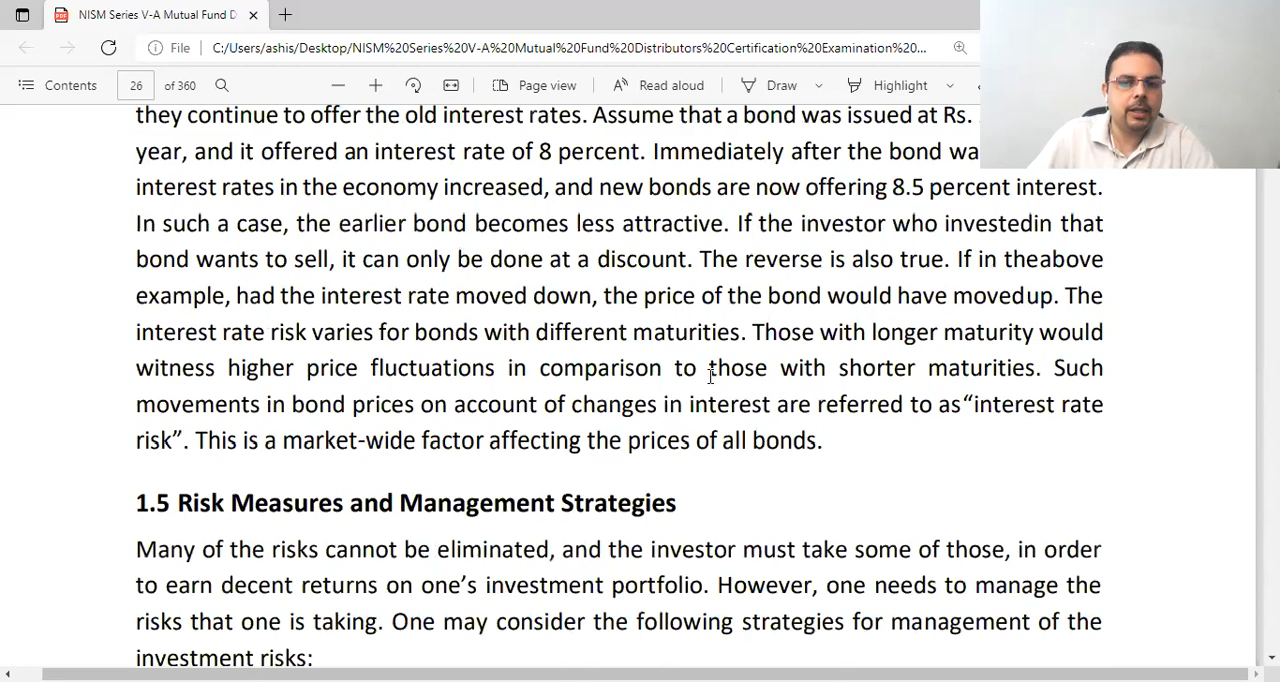 NISM Series V-A Mutual Fund D
File C:/Users/ashis/Desktop/NISM%20Series%20V-A%20Mutual%20Fund%20Distributors%20Certification%20Examination%20...
Contents 26 of 360 Page view Read aloud Draw Highlight
they continue to offer the old interest rates. Assume that a bond was issued at Rs.
year, and it offered an interest rate of 8 percent. Immediately after the bond wa
interest rates in the economy increased, and new bonds are now offering 8.5 percent interest.
In such a case, the earlier bond becomes less attractive. If the investor who investedin that
bond wants to sell, it can only be done at a discount. The reverse is also true. If in theabove
example, had the interest rate moved down, the price of the bond would have movedup. The
interest rate risk varies for bonds with different maturities. Those with longer maturity would
witness higher price fluctuations in comparison to those with shorter maturities. Such
movements in bond prices on account of changes in interest are referred to as“interest rate
risk”. This is a market-wide factor affecting the prices of all bonds.
1.5 Risk Measures and Management Strategies
Many of the risks cannot be eliminated, and the investor must take some of those, in order
to earn decent returns on one’s investment portfolio. However, one needs to manage the
risks that one is taking. One may consider the following strategies for management of the
investment risks: